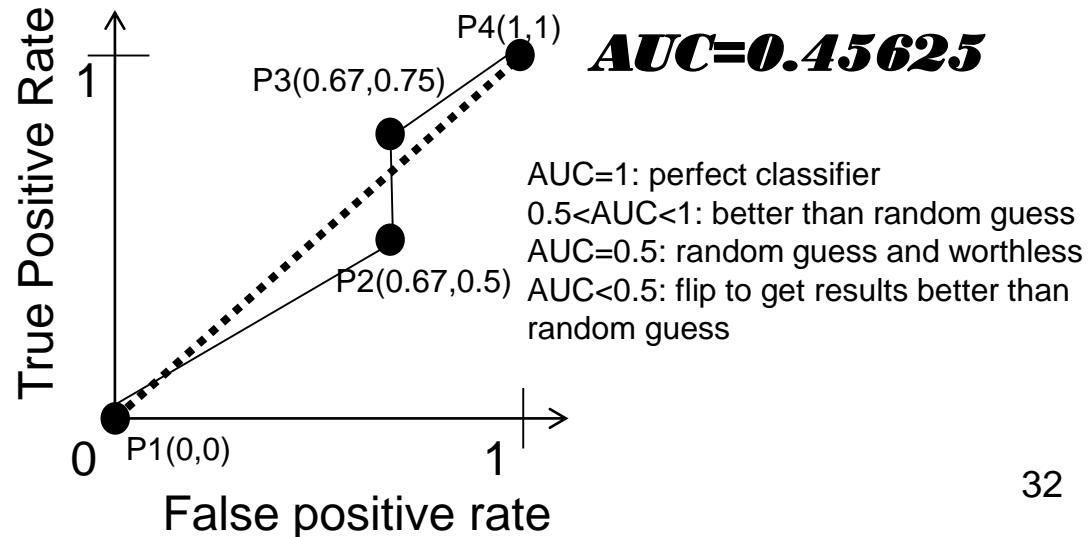 True Positive Rate
1
P4(1,1)
P3(0.67,0.75)
AUC=0.45625
AUC=1: perfect classifier
0.5<AUC<1: better than random guess
AUC=0.5: random guess and worthless
P2(0.67,0.5)
AUC<0.5: flip to get results better than
random guess
0
P1(0,0)
1
False positive rate
32